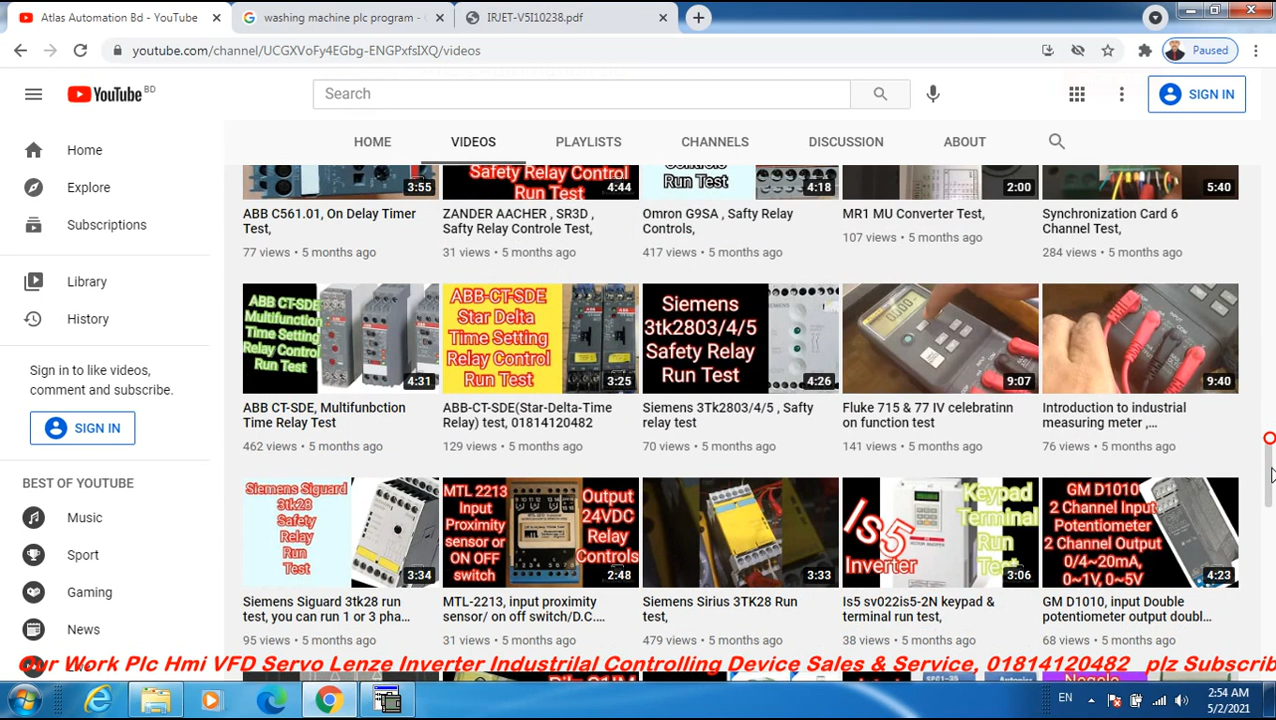 Atlas Automation Bd - YouTube
washing machine plc program -
IRJET-V5I10238.pdf
youtube.com/channel/UCGXVoFy4EGbg-ENGPxfsIXQ/videos
Paused
YouTube BD
Search
SIGN IN
HOME VIDEOS PLAYLISTS CHANNELS DISCUSSION ABOUT
Home
Explore
Subscriptions
Library
History
Sign in to like videos,
comment and subscribe.
SIGN IN
BEST OF YOUTUBE
Music
Sport
Gaming
News
3:55
ABB C561.01, On Delay Timer
Test,
77 views • 5 months ago
Safety Relay Control
Run Test
4:44
ZANDER AACHER , SR3D ,
Safty Relay Controle Test,
31 views • 5 months ago
Controls
Run Test
4:18
Omron G9SA , Safty Relay
Controls,
417 views • 5 months ago
2:00
MR1 MU Converter Test,
107 views • 5 months ago
5:40
Synchronization Card 6
Channel Test,
284 views • 5 months ago
ABB CT-SDE
Multifunction
Time Setting
Relay Control
Run Test
4:31
ABB CT-SDE, Multifunbction
Time Relay Test
462 views • 5 months ago
ABB-CT-SDE
Star Delta
Time Setting
Relay Control
Run Test
3:25
ABB-CT-SDE(Star-Delta-Time
Relay) test, 01814120482
129 views • 5 months ago
Siemens
3tk2803/4/5
Safety Relay
Run Test
SIEMENS
4:26
Siemens 3Tk2803/4/5 , Safty
relay test
70 views • 5 months ago
9:07
Fluke 715 & 77 IV celebratinn
on function test
141 views • 5 months ago
9:40
Introduction to industrial
measuring meter ,...
76 views • 5 months ago
Siemens Siguard
3tk28
Safety
Relay
Run
Test
3:34
Siemens Siguard 3tk28 run
test, you can run 1 or 3 pha...
95 views • 5 months ago
MTL 2213
Input
Proximity
sensor or
ON OFF
switch
MTL
Output
24VDC
Relay
Controls
2:48
MTL-2213, input proximity
sensor/ on off switch/D.C....
31 views • 5 months ago
3:33
Siemens Sirius 3TK28 Run
test,
479 views • 5 months ago
Is5
Inverter
Keypad
Terminal
Run
Test
3:06
Is5 sv022is5-2N keypad &
terminal run test,
38 views • 5 months ago
GM D1010
2 Channel Input
Potentiometer
2 Channel Output
0/4~20mA,
0~1V, 0~5V
4:23
GM D1010, input Double
potentiometer output doubl...
68 views • 5 months ago
Our Work Plc Hmi VFD Servo Lenze Inverter Industrilal Controlling Device Sales & Service, 01814120482 plz Subscrib
EN
2:54 AM
5/2/2021